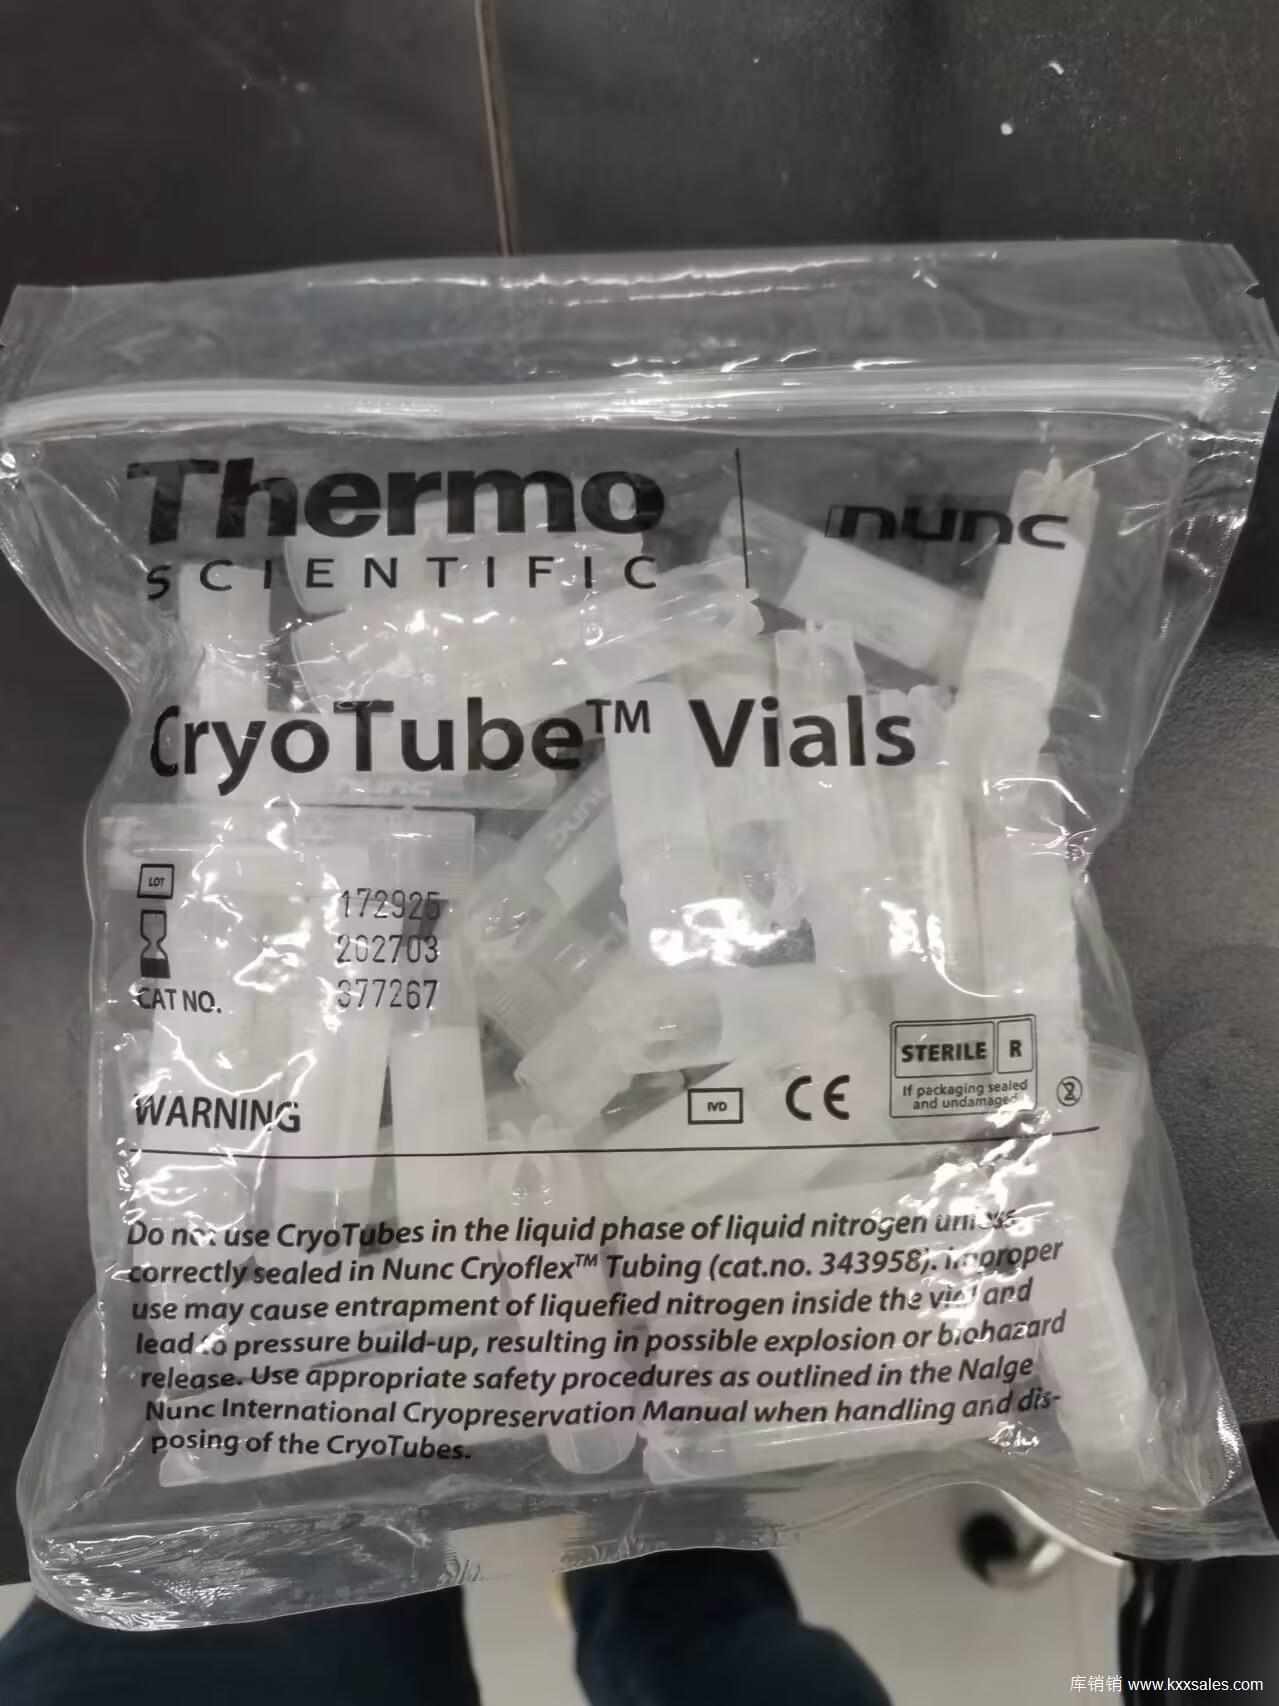 Thermo
SCIENTIFIC
nunc
CryoTube™ Vials
LOT
172925
202703
CAT NO.
377267
WARNING
IVD
CE
STERILE R
If packaging sealed
and undamaged
2
Do not use CryoTubes in the liquid phase of liquid nitrogen unless
correctly sealed in Nunc Cryoflex™ Tubing (cat.no. 343958). Improper
use may cause entrapment of liquefied nitrogen inside the vial and
lead to pressure build-up, resulting in possible explosion or biohazard
release. Use appropriate safety procedures as outlined in the Nalge
Nunc International Cryopreservation Manual when handling and dis-
posing of the CryoTubes.
库销销 www.kxxsales.com